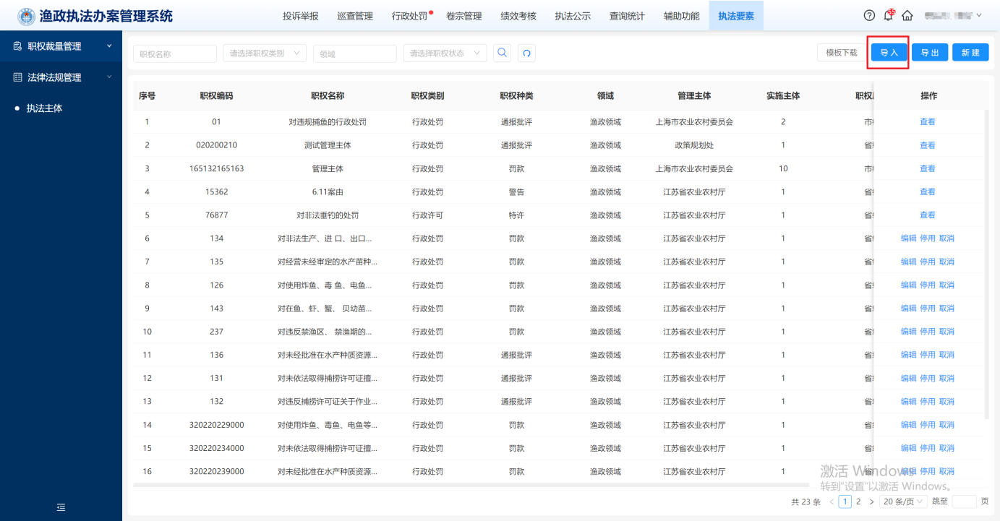 渔政执法办案管理系统 投诉举报 巡查管理 行政处罚 卷宗管理 绩效考核 执法公示 查询统计 辅助功能 执法要素 55
职权裁量管理
法律法规管理
执法主体
职权名称 请选择职权类别 领域 请选择职权状态 模板下载 导入 导出 新建
序号 职权编码 职权名称 职权类别 职权种类 领域 管理主体 实施主体 职权 操作
1 01 对违规捕鱼的行政处罚 行政处罚 通报批评 渔政领域 上海市农业农村委员会 2 市 查看
2 020200210 测试管理主体 行政处罚 通报批评 渔政领域 政策规划处 1 省 查看
3 165132165163 管理主体 行政处罚 罚款 渔政领域 上海市农业农村委员会 10 市 查看
4 15362 6.11案由 行政处罚 警告 渔政领域 江苏省农业农村厅 1 省 查看
5 76877 对非法垂钓的处罚 行政许可 特许 渔政领域 江苏省农业农村厅 1 省 查看
6 134 对非法生产、进 口、出口... 行政处罚 罚款 渔政领域 江苏省农业农村厅 1 省 编辑 停用 取消
7 135 对经营未经审定的水产苗种... 行政处罚 罚款 渔政领域 江苏省农业农村厅 1 省 编辑 停用 取消
8 126 对使用炸鱼、毒 鱼、电鱼... 行政处罚 罚款 渔政领域 江苏省农业农村厅 1 省 编辑 停用 取消
9 143 对在鱼、虾、蟹、 贝幼苗... 行政处罚 罚款 渔政领域 江苏省农业农村厅 1 省 编辑 停用 取消
10 237 对违反禁渔区、 禁渔期的... 行政处罚 罚款 渔政领域 江苏省农业农村厅 1 省 编辑 停用 取消
11 136 对未经批准在水产种质资源... 行政处罚 通报批评 渔政领域 江苏省农业农村厅 1 省 编辑 停用 取消
12 131 对未依法取得捕捞许可证擅... 行政处罚 通报批评 渔政领域 江苏省农业农村厅 1 省 编辑 停用 取消
13 132 对违反捕捞许可证关于作业... 行政处罚 通报批评 渔政领域 江苏省农业农村厅 1 省 编辑 停用 取消
14 320220229000 对使用炸鱼、毒鱼、电鱼等... 行政处罚 罚款 渔政领域 江苏省农业农村厅 1 省 编辑 停用 取消
15 320220234000 对未依法取得捕捞许可证擅... 行政处罚 罚款 渔政领域 江苏省农业农村厅 1 省 编辑 停用 取消
16 320220239000 对未经批准在水产种质资源... 行政处罚 罚款 渔政领域 江苏省农业农村厅 1 省 编辑 停用 取消
激活 Windows
转到"设置"以激活 Windows。
共 23 条 < 1 2 > 20 条/页 跳至 页